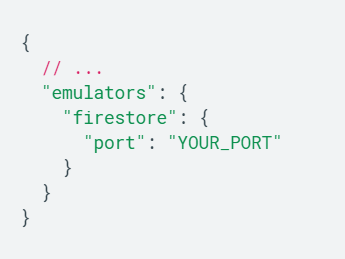 {
  // ...
  "emulators": {
    "firestore": {
      "port": "YOUR_PORT"
    }
  }
}